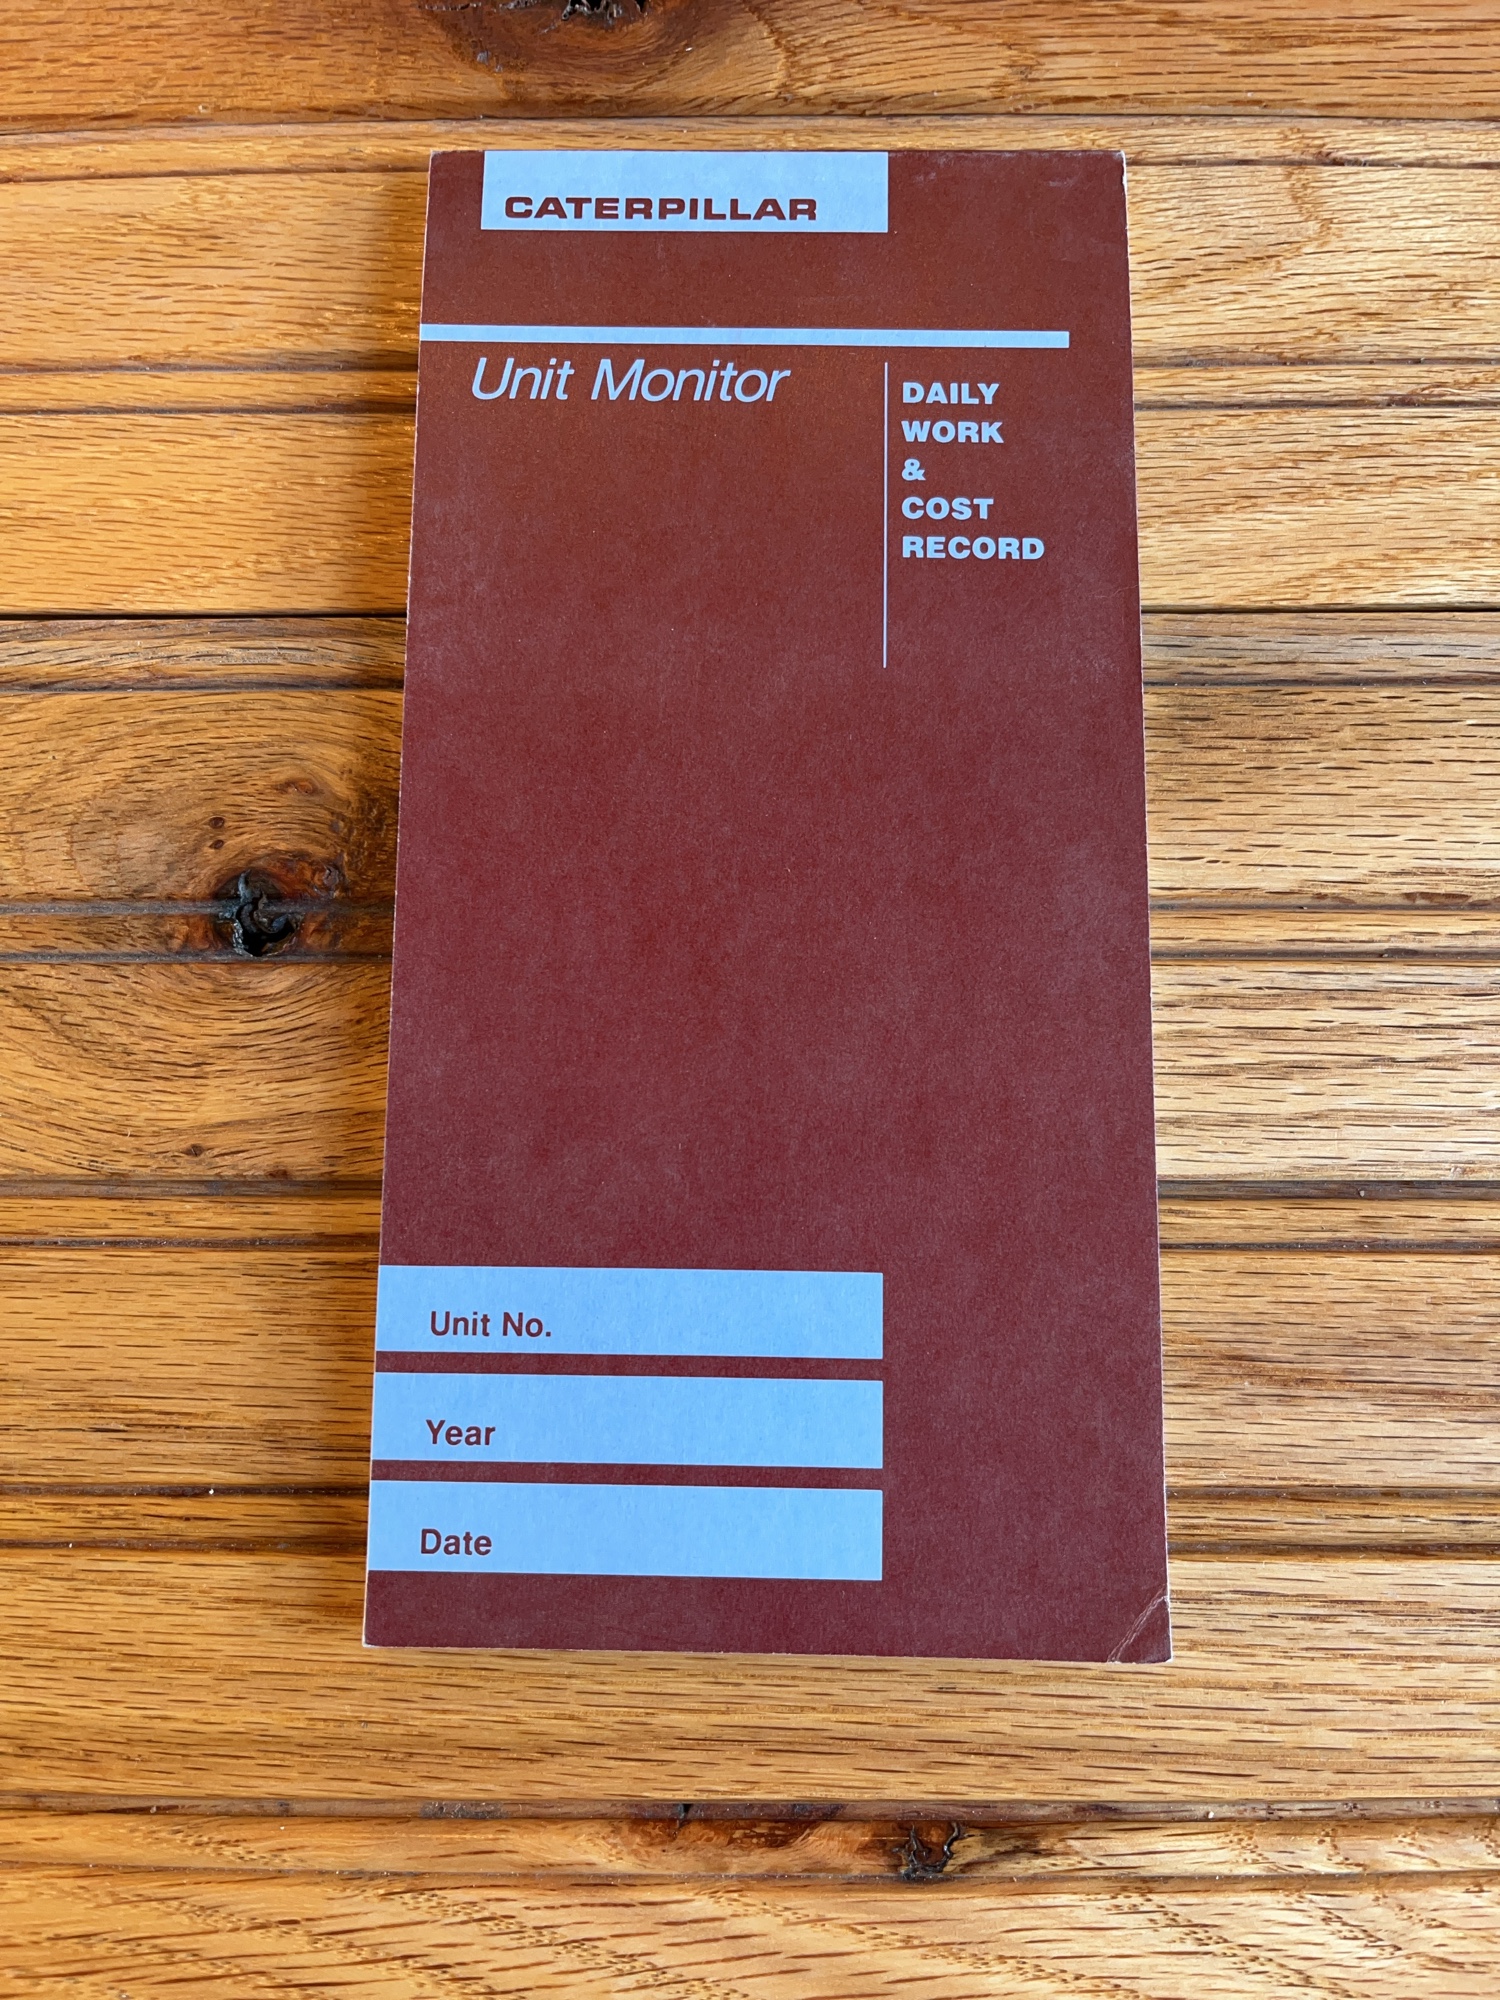 CATERPILLAR
Unit Monitor
DAILY
WORK
&
COST
RECORD
Unit No.
Year
Date